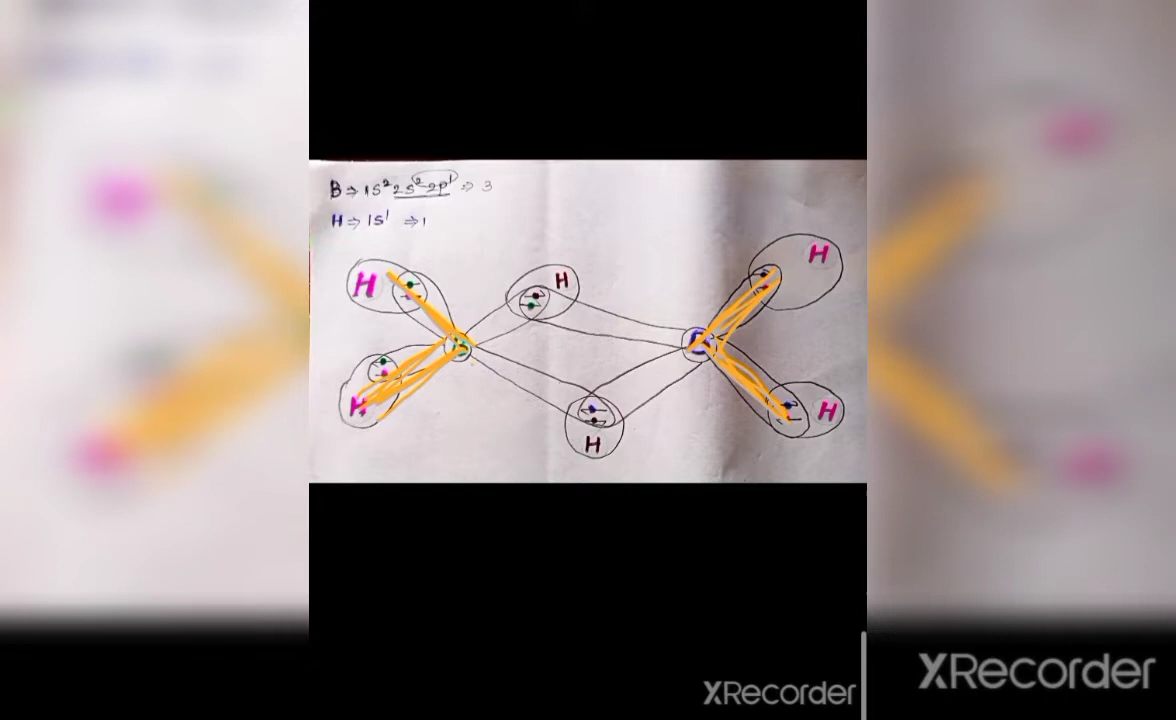 B ⇒ 1s² 2s² 2p¹ ⇒ 3
H ⇒ 1s¹ ⇒ 1
H
H
H
H
H
H
XRecorder
XRecorder